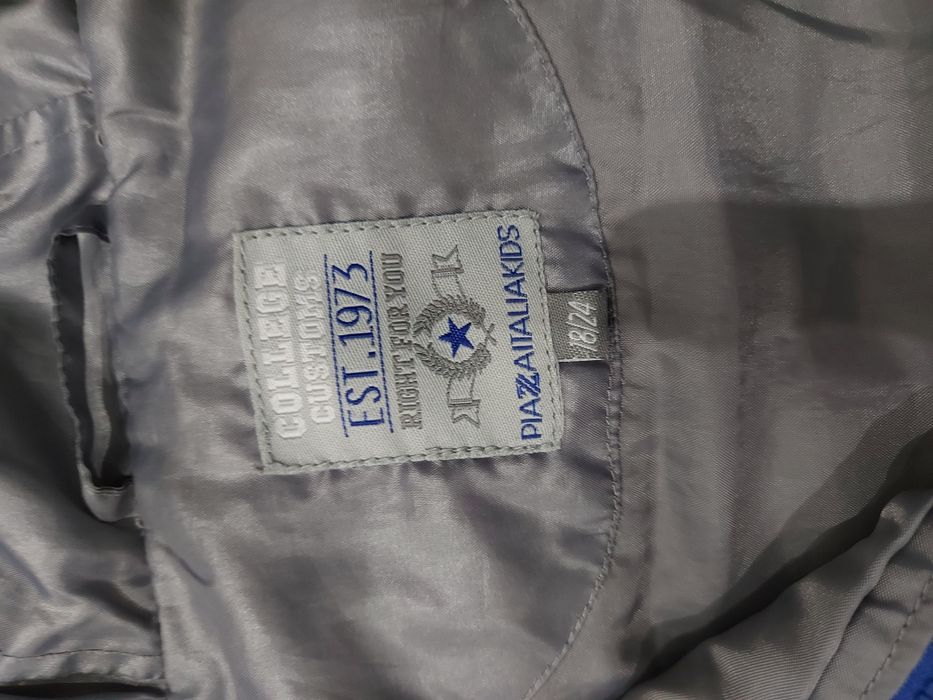 COLLEGE
CUSTOMS
EST.1973
RIGHT FOR YOU
PIAZZAITALIAKIDS
18/24